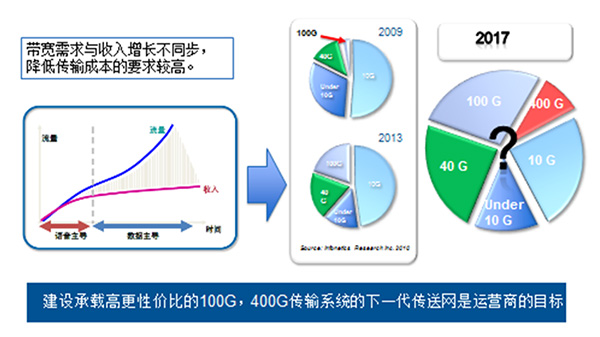 带宽需求与收入增长不同步，
降低传输成本的要求较高。
流量
流量
收入
时间
语音主导
数据主导
2009
100G
40G
10G
Under
10G
2013
100G
40
G
10G
Under
10G
Source: Infonetics Research Inc. 2010
2017
100 G
400 G
40 G
10 G
Under
10 G
?
建设承载高更性价比的100G，400G传输系统的下一代传送网是运营商的目标